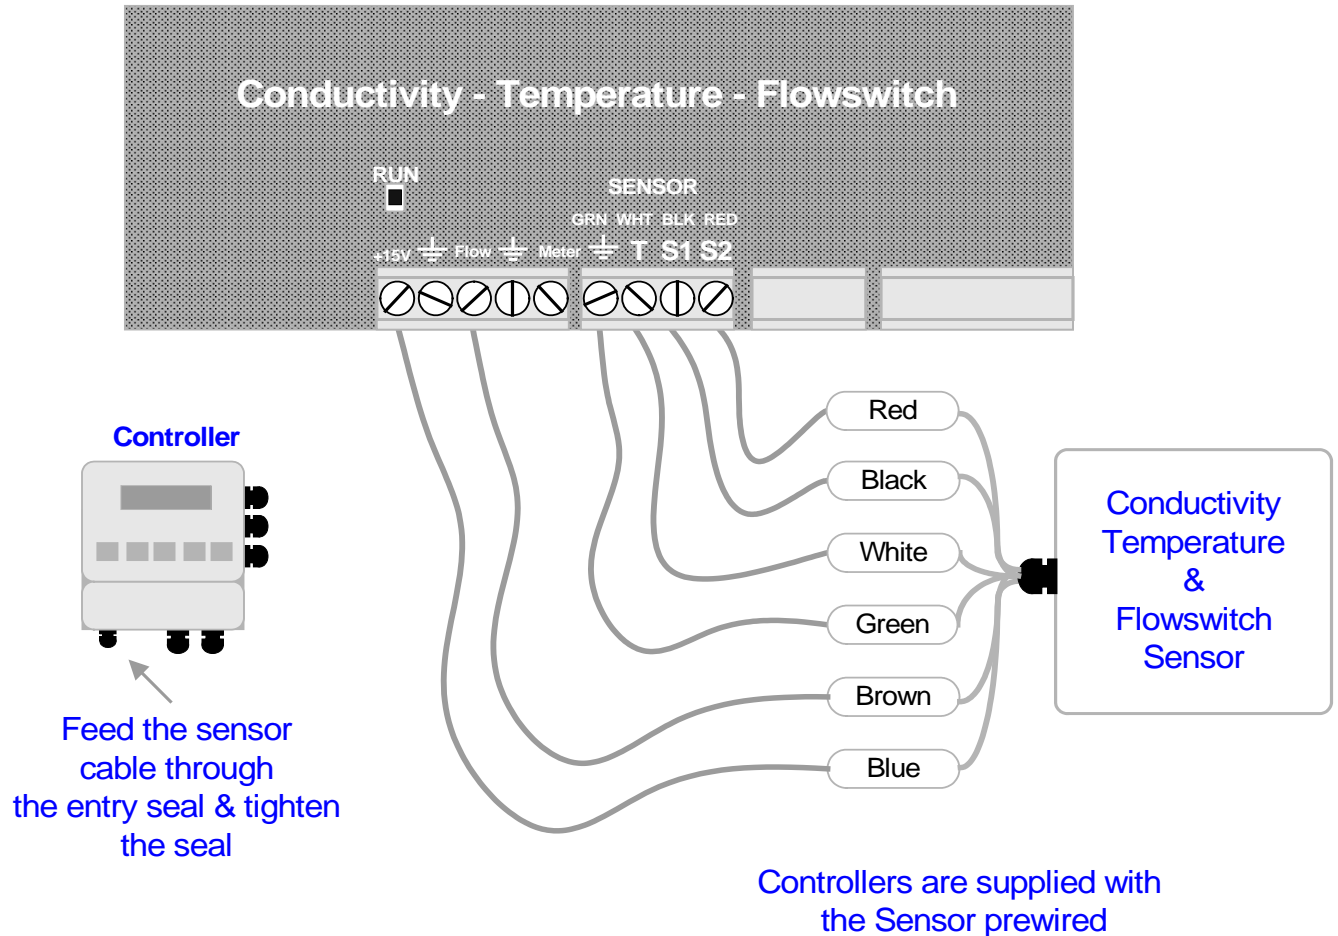 Conductivity - Temperature - Flowswitch
RUN
SENSOR
GRN WHT BLK RED
+15V Flow Meter T S1 S2
Red
Controller
Black
White
Green
Brown
Blue
Conductivity
Temperature
&
Flowswitch
Sensor
Feed the sensor
cable through
the entry seal & tighten
the seal
Controllers are supplied with
the Sensor prewired